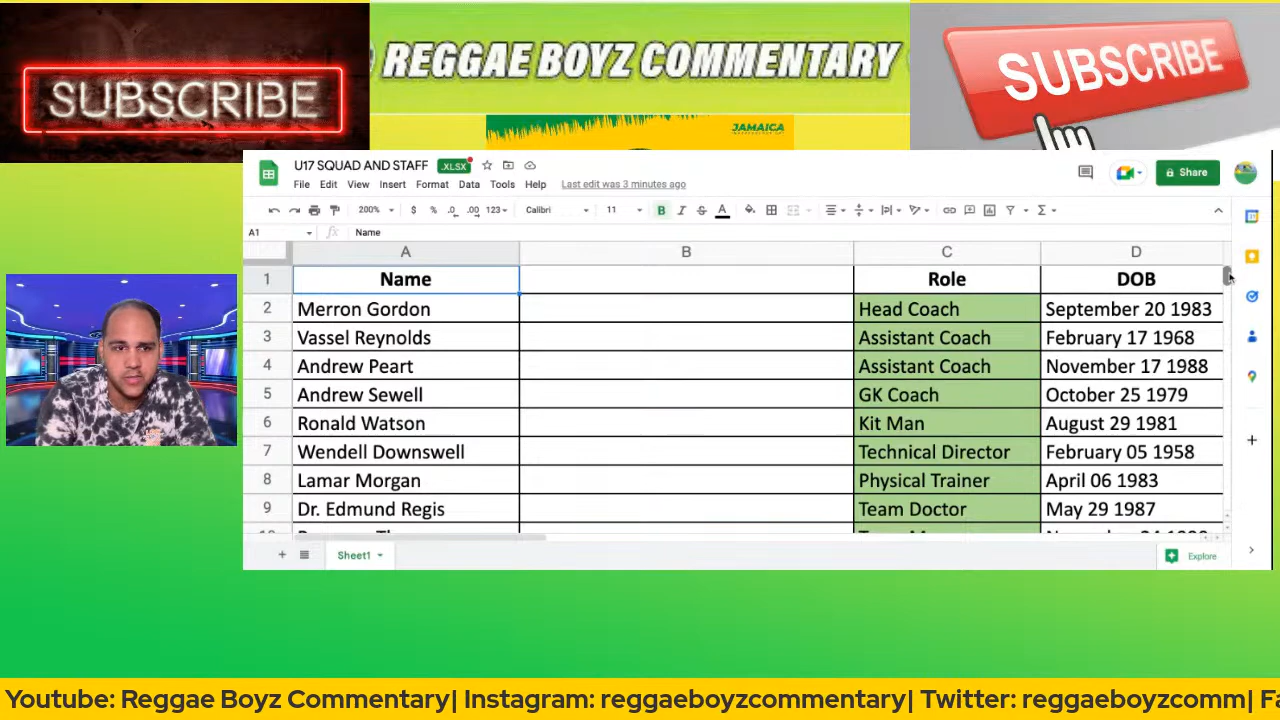 SUBSCRIBE
REGGAE BOYZ COMMENTARY
SUBSCRIBE
JAMAICA
U17 SQUAD AND STAFF .XLSX
File Edit View Insert Format Data Tools Help Last edit was 3 minutes ago
Share
200% $ % .0 .00 123 Calibri 11 B I S A
A1 fx Name
A B C D
1 Name Role DOB
2 Merron Gordon Head Coach September 20 1983
3 Vassel Reynolds Assistant Coach February 17 1968
4 Andrew Peart Assistant Coach November 17 1988
5 Andrew Sewell GK Coach October 25 1979
6 Ronald Watson Kit Man August 29 1981
7 Wendell Downswell Technical Director February 05 1958
8 Lamar Morgan Physical Trainer April 06 1983
9 Dr. Edmund Regis Team Doctor May 29 1987
Sheet1 Explore
Youtube: Reggae Boyz Commentary| Instagram: reggaeboyzcommentary| Twitter: reggaeboyzcomm| Fa